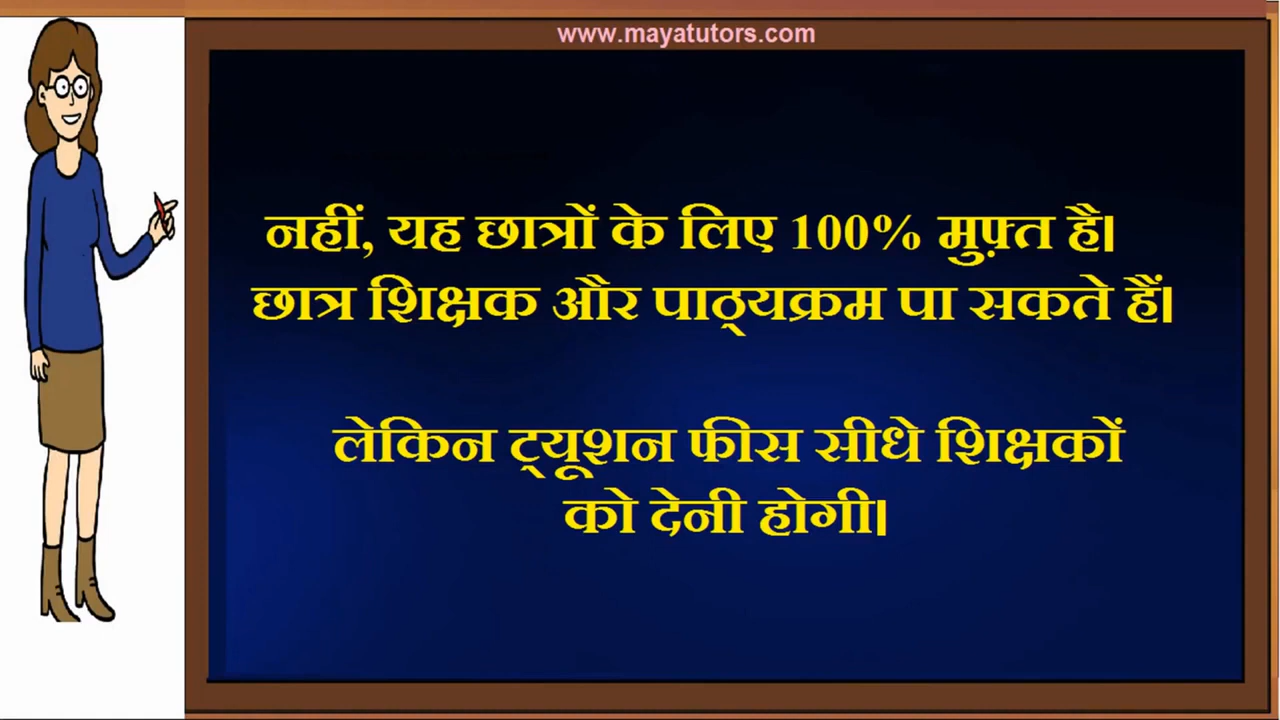 www.mayatutors.com
नहीं, यह छात्रों के लिए 100% मुफ़्त है।
छात्र शिक्षक और पाठ्यक्रम पा सकते हैं।
लेकिन ट्यूशन फीस सीधे शिक्षकों
को देनी होगी।